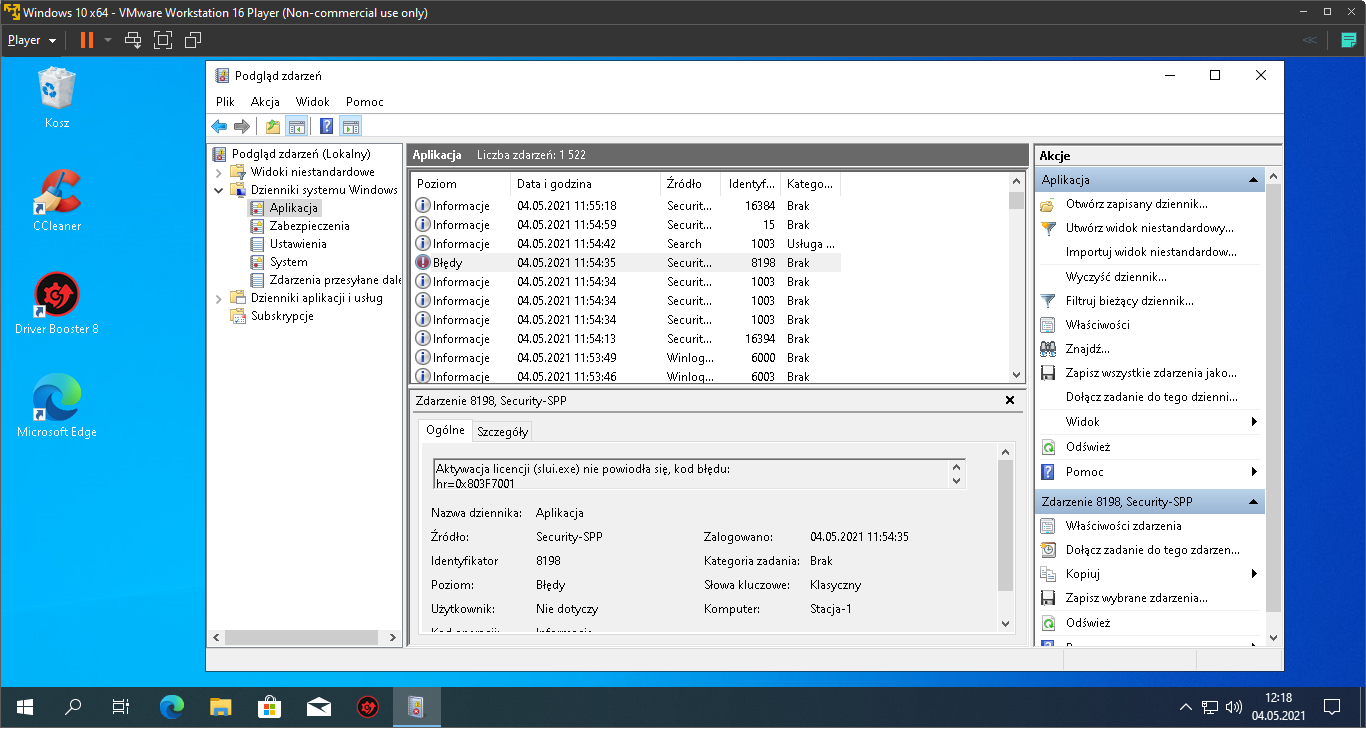 Windows 10 x64 - VMware Workstation 16 Player (Non-commercial use only)
Player
Kosz
CCleaner
Driver Booster 8
Microsoft Edge
Podgląd zdarzeń
Plik Akcja Widok Pomoc
Podgląd zdarzeń (Lokalny)
Widoki niestandardowe
Dzienniki systemu Windows
Aplikacja
Zabezpieczenia
Ustawienia
System
Zdarzenia przesyłane dale
Dzienniki aplikacji i usług
Subskrypcje
Aplikacja Liczba zdarzeń: 1 522
Poziom Data i godzina Źródło Identyf... Katego...
Informacje 04.05.2021 11:55:18 Securit... 16384 Brak
Informacje 04.05.2021 11:54:59 Securit... 15 Brak
Informacje 04.05.2021 11:54:42 Search 1003 Usługa ...
Błędy 04.05.2021 11:54:35 Securit... 8198 Brak
Informacje 04.05.2021 11:54:34 Securit... 1003 Brak
Informacje 04.05.2021 11:54:34 Securit... 1003 Brak
Informacje 04.05.2021 11:54:34 Securit... 1003 Brak
Informacje 04.05.2021 11:54:13 Securit... 16394 Brak
Informacje 04.05.2021 11:53:49 Winlog... 6000 Brak
Informacje 04.05.2021 11:53:46 Winlog... 6003 Brak
Zdarzenie 8198, Security-SPP
Ogólne Szczegóły
Aktywacja licencji (slui.exe) nie powiodła się, kod błędu:
hr=0x803F7001
Nazwa dziennika: Aplikacja
Źródło: Security-SPP Zalogowano: 04.05.2021 11:54:35
Identyfikator 8198 Kategoria zadania: Brak
Poziom: Błędy Słowa kluczowe: Klasyczny
Użytkownik: Nie dotyczy Komputer: Stacja-1
Akcje
Aplikacja
Otwórz zapisany dziennik...
Utwórz widok niestandardowy...
Importuj widok niestandardow...
Wyczyść dziennik...
Filtruj bieżący dziennik...
Właściwości
Znajdź...
Zapisz wszystkie zdarzenia jako...
Dołącz zadanie do tego dzienni...
Widok
Odśwież
Pomoc
Zdarzenie 8198, Security-SPP
Właściwości zdarzenia
Dołącz zadanie do tego zdarzen...
Kopiuj
Zapisz wybrane zdarzenia...
Odśwież
12:18
04.05.2021